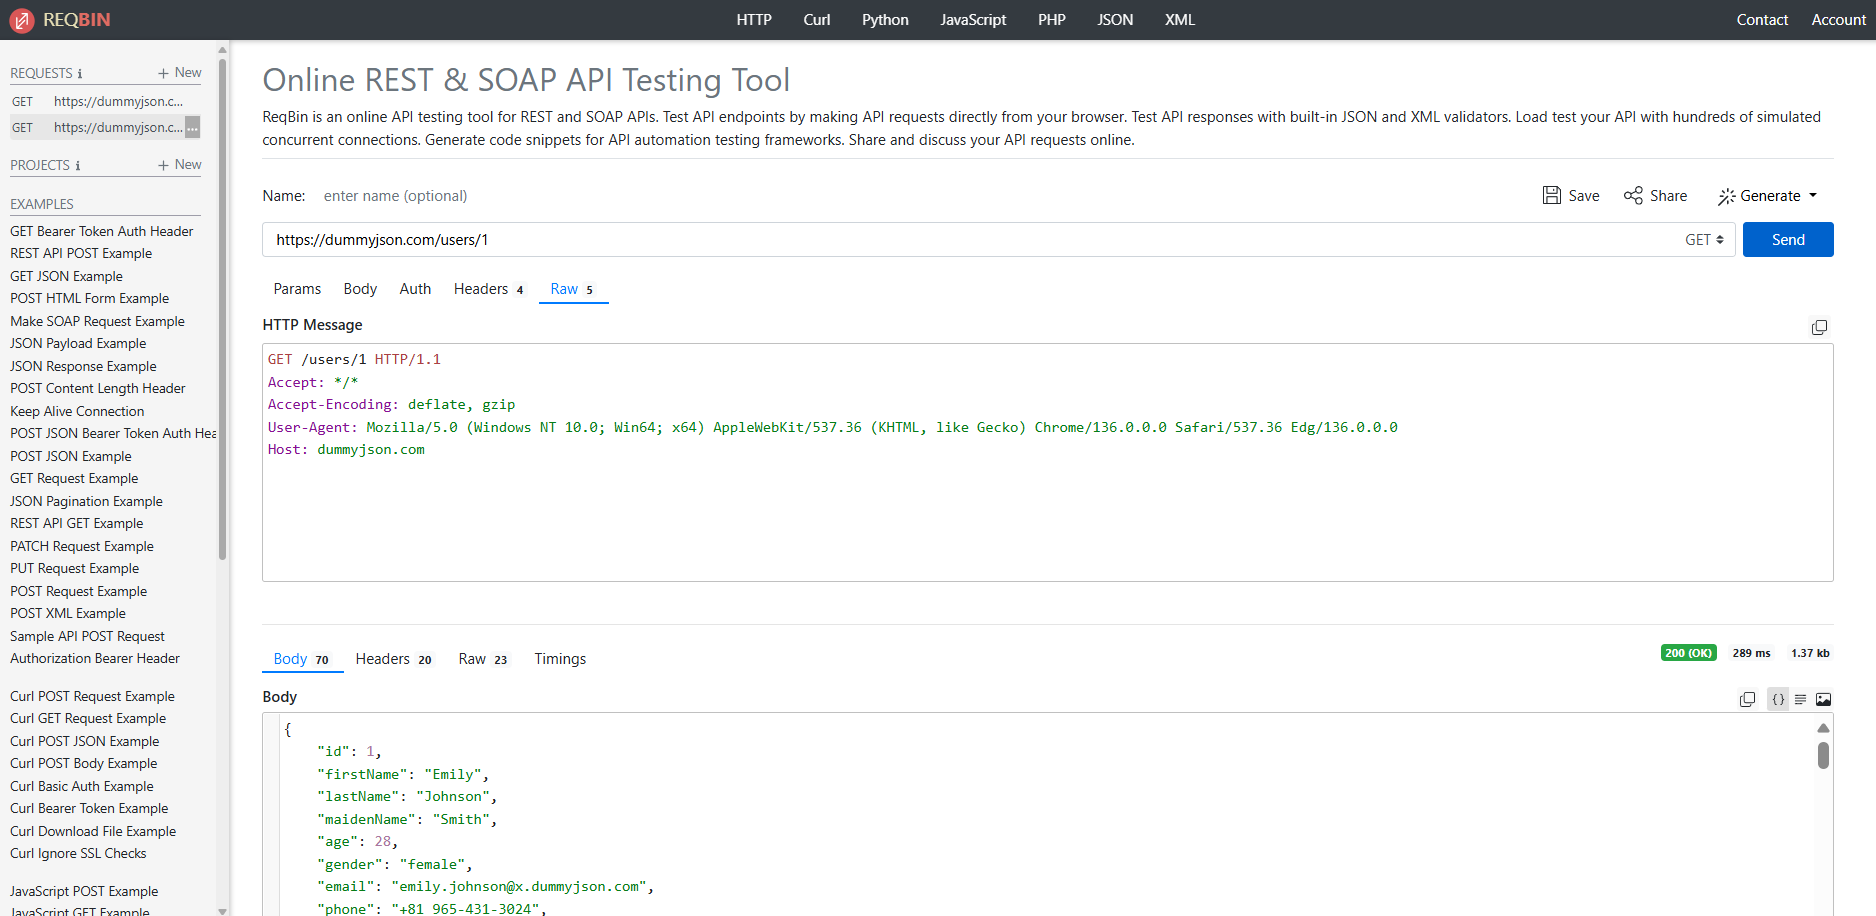 REQBIN
HTTP Curl Python JavaScript PHP JSON XML
Contact Account
REQUESTS + New
GET https://dummyjson.c...
GET https://dummyjson.c... ...
PROJECTS + New
EXAMPLES
GET Bearer Token Auth Header
REST API POST Example
GET JSON Example
POST HTML Form Example
Make SOAP Request Example
JSON Payload Example
JSON Response Example
POST Content Length Header
Keep Alive Connection
POST JSON Bearer Token Auth Hea
POST JSON Example
GET Request Example
JSON Pagination Example
REST API GET Example
PATCH Request Example
PUT Request Example
POST Request Example
POST XML Example
Sample API POST Request
Authorization Bearer Header
Curl POST Request Example
Curl GET Request Example
Curl POST JSON Example
Curl POST Body Example
Curl Basic Auth Example
Curl Bearer Token Example
Curl Download File Example
Curl Ignore SSL Checks
JavaScript POST Example
JavaScript GET Example
Online REST & SOAP API Testing Tool
ReqBin is an online API testing tool for REST and SOAP APIs. Test API endpoints by making API requests directly from your browser. Test API responses with built-in JSON and XML validators. Load test your API with hundreds of simulated
concurrent connections. Generate code snippets for API automation testing frameworks. Share and discuss your API requests online.
Name: enter name (optional)
Save Share Generate
https://dummyjson.com/users/1 GET Send
Params Body Auth Headers 4 Raw 5
HTTP Message
GET /users/1 HTTP/1.1
Accept: */*
Accept-Encoding: deflate, gzip
User-Agent: Mozilla/5.0 (Windows NT 10.0; Win64; x64) AppleWebKit/537.36 (KHTML, like Gecko) Chrome/136.0.0.0 Safari/537.36 Edg/136.0.0.0
Host: dummyjson.com
Body 70 Headers 20 Raw 23 Timings
200 (OK) 289 ms 1.37 kb
Body
{}
{
"id": 1,
"firstName": "Emily",
"lastName": "Johnson",
"maidenName": "Smith",
"age": 28,
"gender": "female",
"email": "emily.johnson@x.dummyjson.com",
"phone": "+81 965-431-3024",